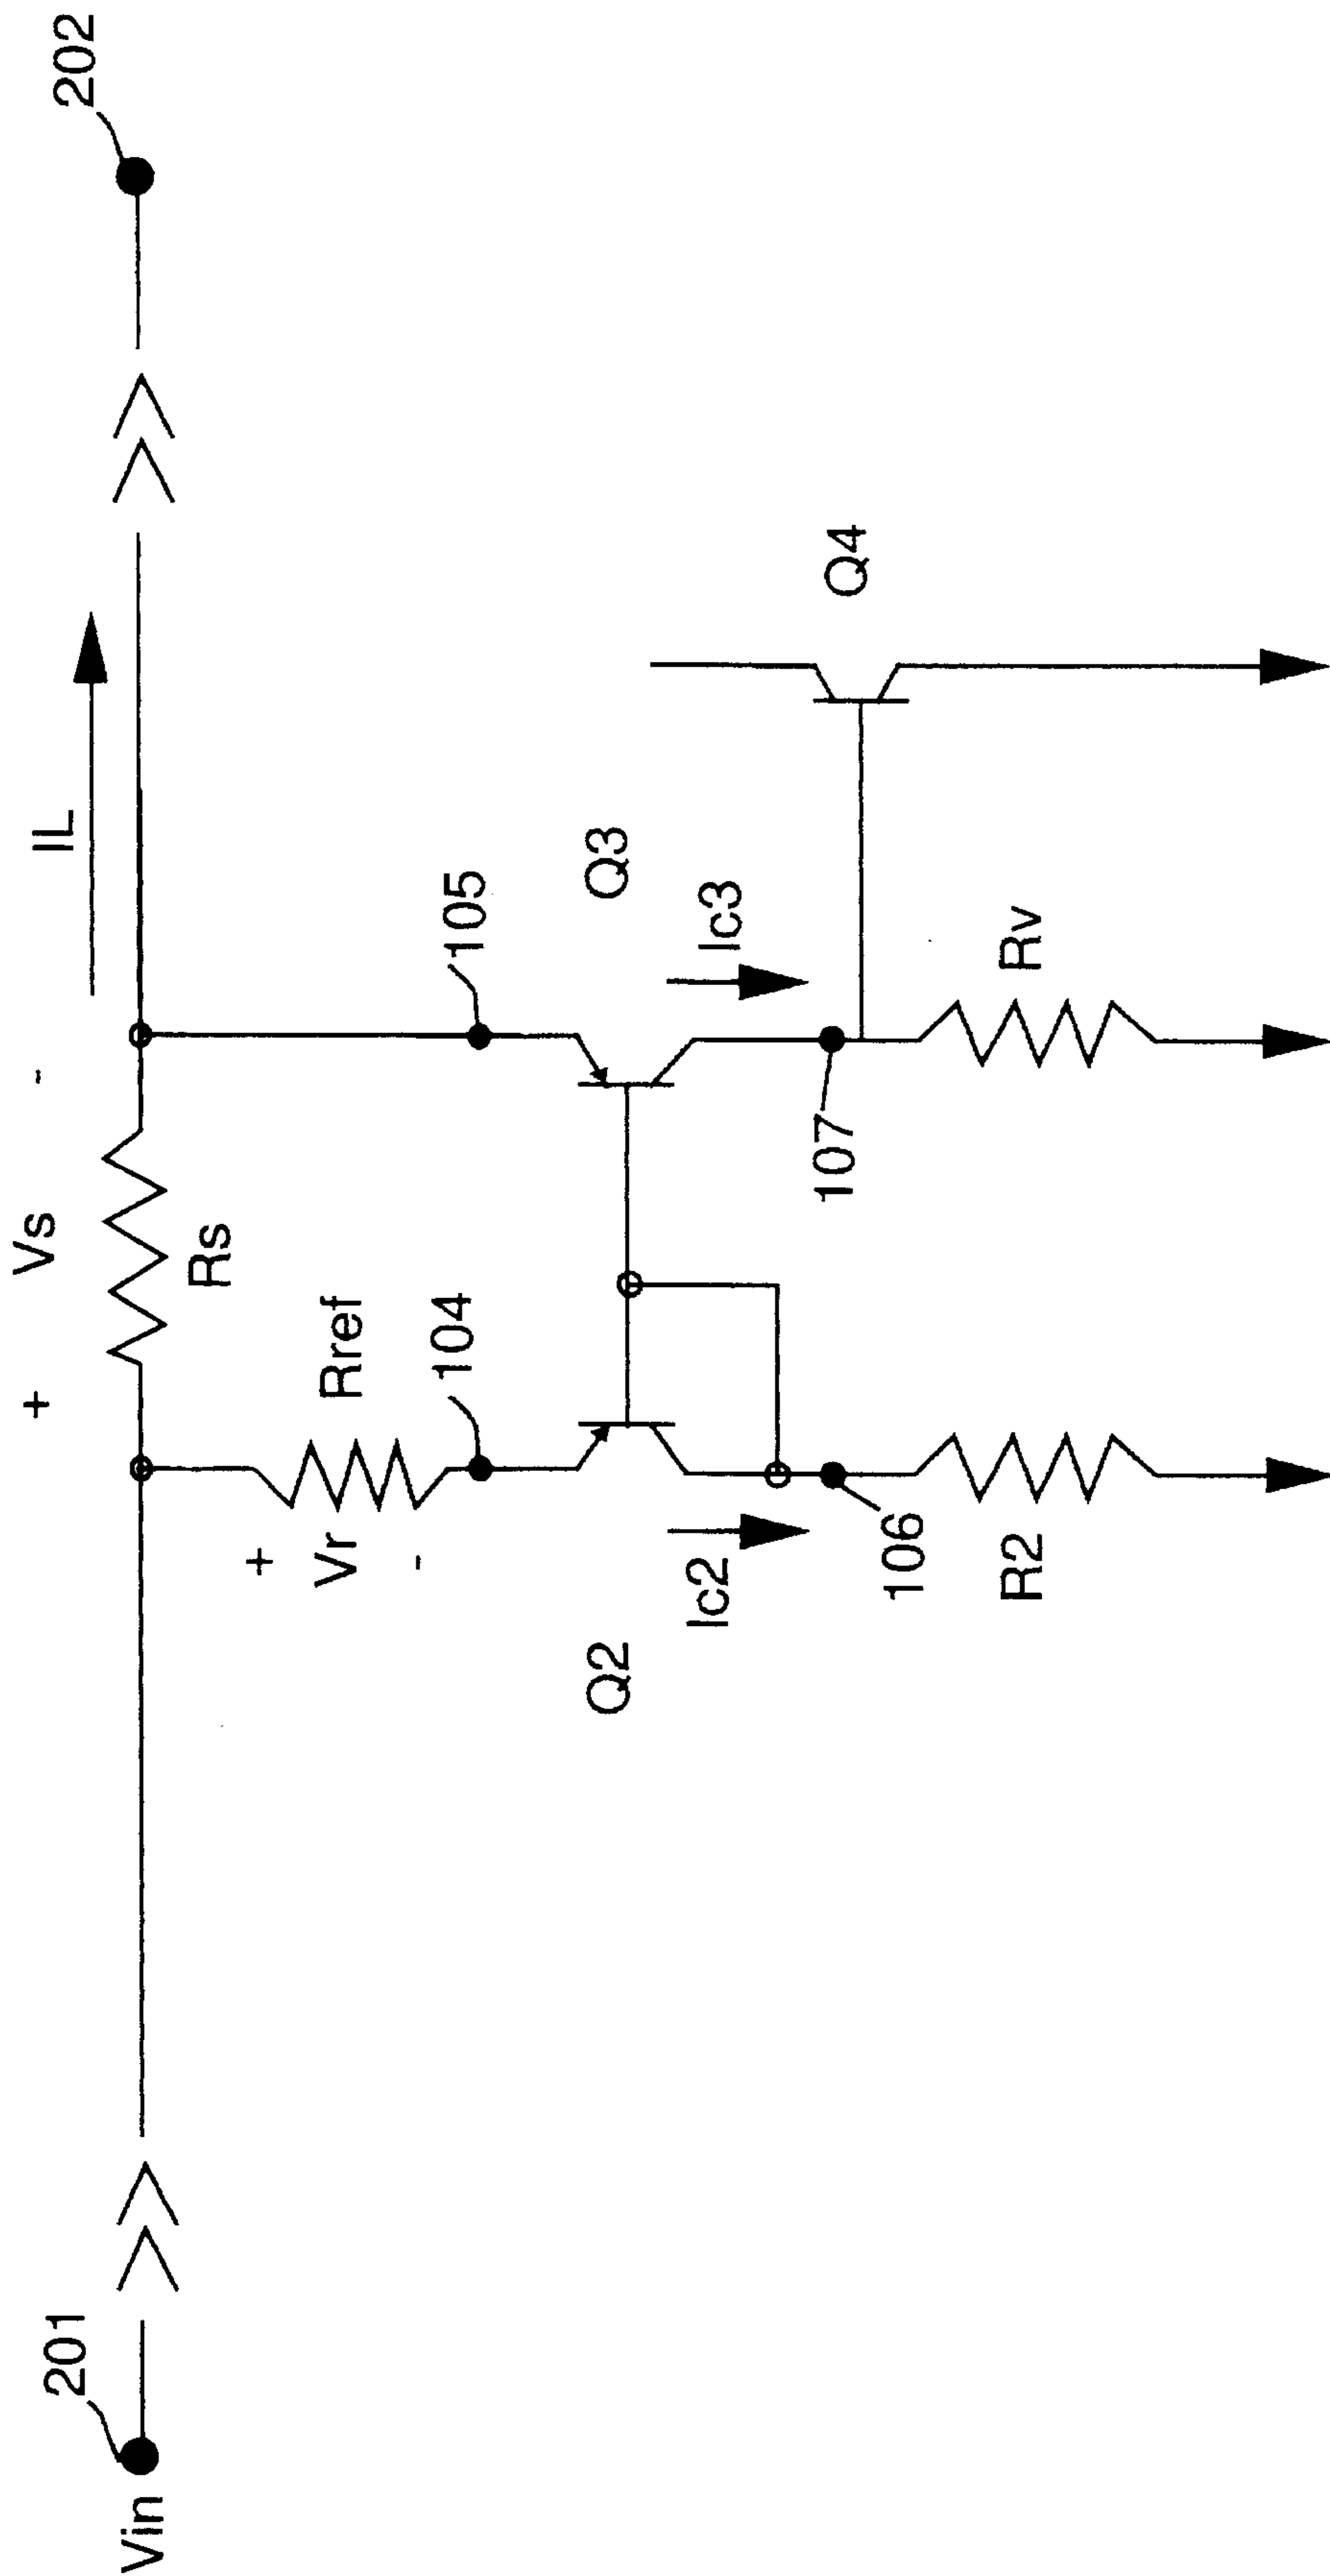 202
IL
+ Vs -
Rs
105
Rref
+ Vr -
104
Q3
Q2
Ic3
Ic2
Q4
107
106
Rv
R2
201
Vin